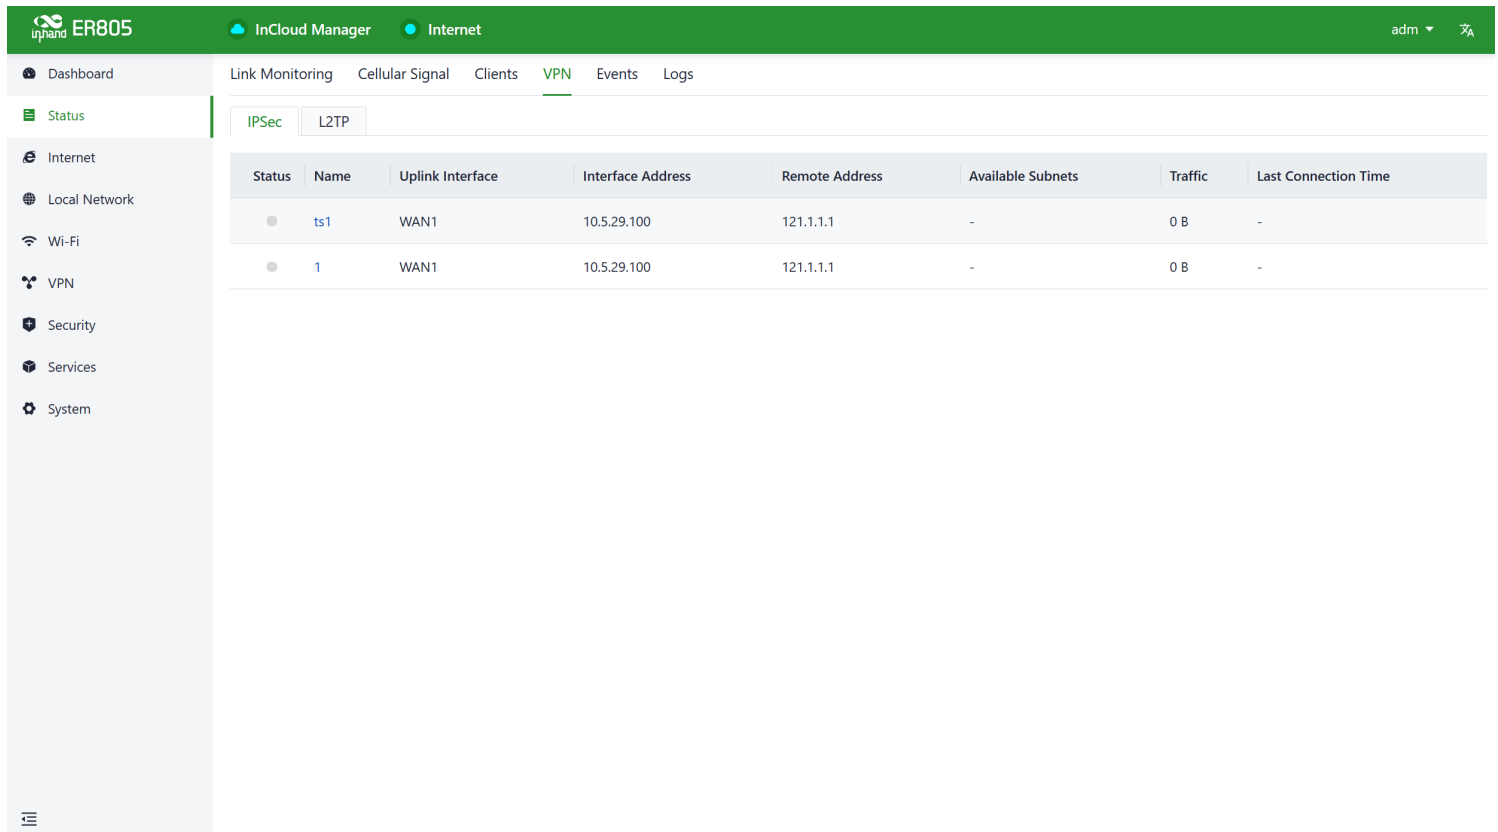 inhand ER805
InCloud Manager
Internet
adm
Dashboard
Status
Internet
Local Network
Wi-Fi
VPN
Security
Services
System
Link Monitoring Cellular Signal Clients VPN Events Logs
IPSec L2TP
Status Name Uplink Interface Interface Address Remote Address Available Subnets Traffic Last Connection Time
ts1 WAN1 10.5.29.100 121.1.1.1 - 0 B -
1 WAN1 10.5.29.100 121.1.1.1 - 0 B -